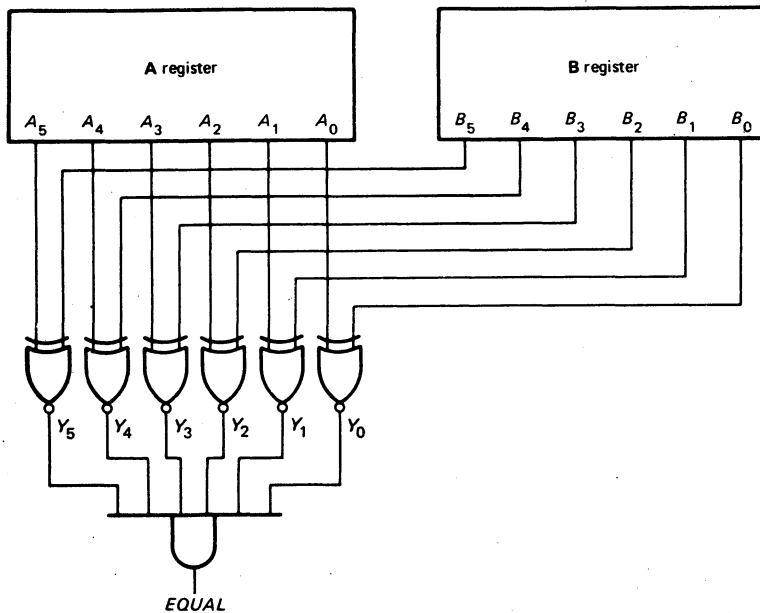 A register
B register
A5 A4 A3 A2 A1 A0
B5 B4 B3 B2 B1 B0
Y5 Y4 Y3 Y2 Y1 Y0
EQUAL